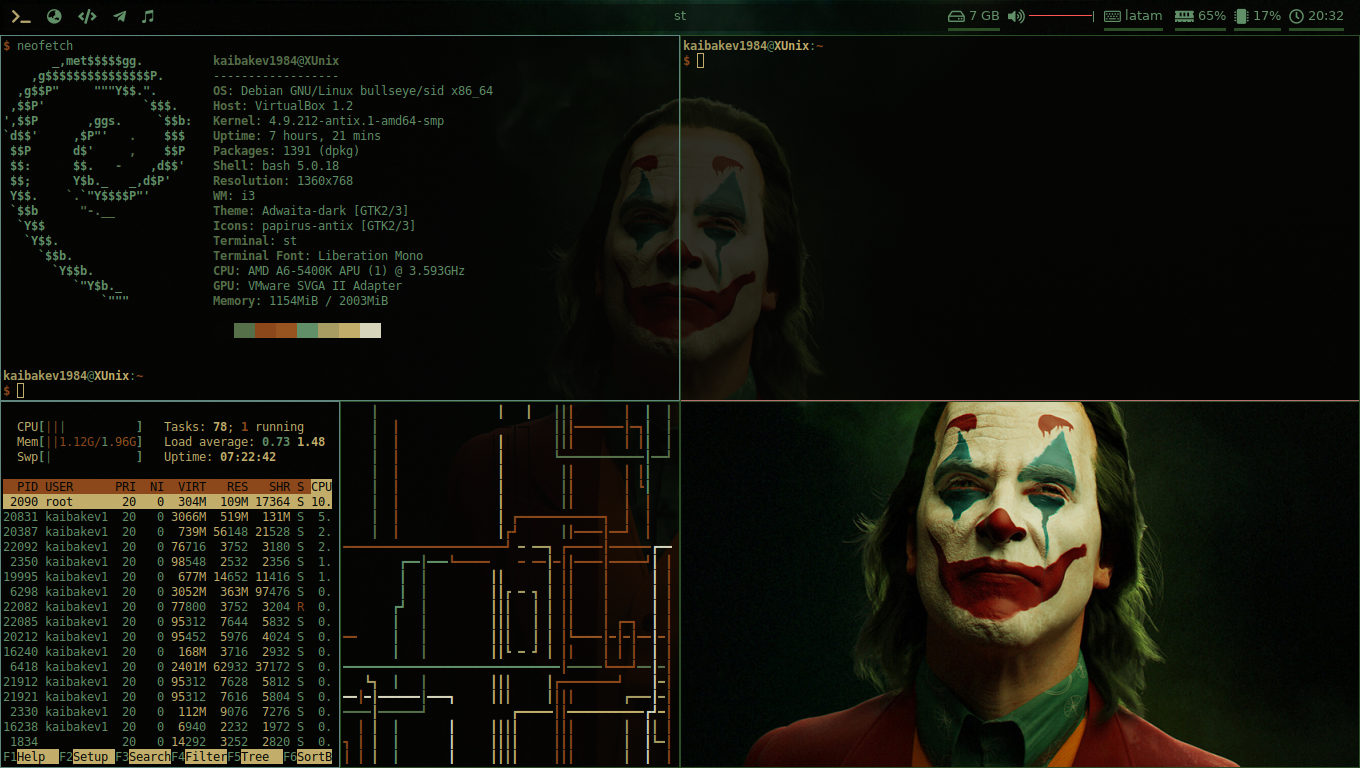 st
7 GB
latam
65%
17%
20:32
$ neofetch
kaibakev1984@XUnix
------------------
OS: Debian GNU/Linux bullseye/sid x86_64
Host: VirtualBox 1.2
Kernel: 4.9.212-antix.1-amd64-smp
Uptime: 7 hours, 21 mins
Packages: 1391 (dpkg)
Shell: bash 5.0.18
Resolution: 1360x768
WM: i3
Theme: Adwaita-dark [GTK2/3]
Icons: papirus-antix [GTK2/3]
Terminal: st
Terminal Font: Liberation Mono
CPU: AMD A6-5400K APU (1) @ 3.593GHz
GPU: VMware SVGA II Adapter
Memory: 1154MiB / 2003MiB
kaibakev1984@XUnix:~
$
kaibakev1984@XUnix:~
$
CPU[||| ] Tasks: 78; 1 running
Mem[||1.12G/1.96G] Load average: 0.73 1.48
Swp[| ] Uptime: 07:22:42
PID USER PRI NI VIRT RES SHR S CPU
2090 root 20 0 304M 109M 17364 S 10.
20831 kaibakev1 20 0 3066M 519M 131M S 5.
20387 kaibakev1 20 0 739M 56148 21528 S 2.
22092 kaibakev1 20 0 76716 3752 3180 S 2.
2350 kaibakev1 20 0 98548 2532 2356 S 1.
19995 kaibakev1 20 0 677M 14652 11416 S 1.
6298 kaibakev1 20 0 3052M 363M 97476 S 0.
22082 kaibakev1 20 0 77800 3752 3204 R 0.
22085 kaibakev1 20 0 95312 7644 5832 S 0.
20212 kaibakev1 20 0 95452 5976 4024 S 0.
16240 kaibakev1 20 0 168M 3716 2932 S 0.
6418 kaibakev1 20 0 2401M 62932 37172 S 0.
21912 kaibakev1 20 0 95312 7628 5812 S 0.
21921 kaibakev1 20 0 95312 7616 5804 S 0.
2330 kaibakev1 20 0 112M 9076 7276 S 0.
16238 kaibakev1 20 0 6940 2232 1972 S 0.
1834 20 0 14292 3252 2820 S 0.
F1Help F2Setup F3SearchF4FilterF5Tree F6SortB